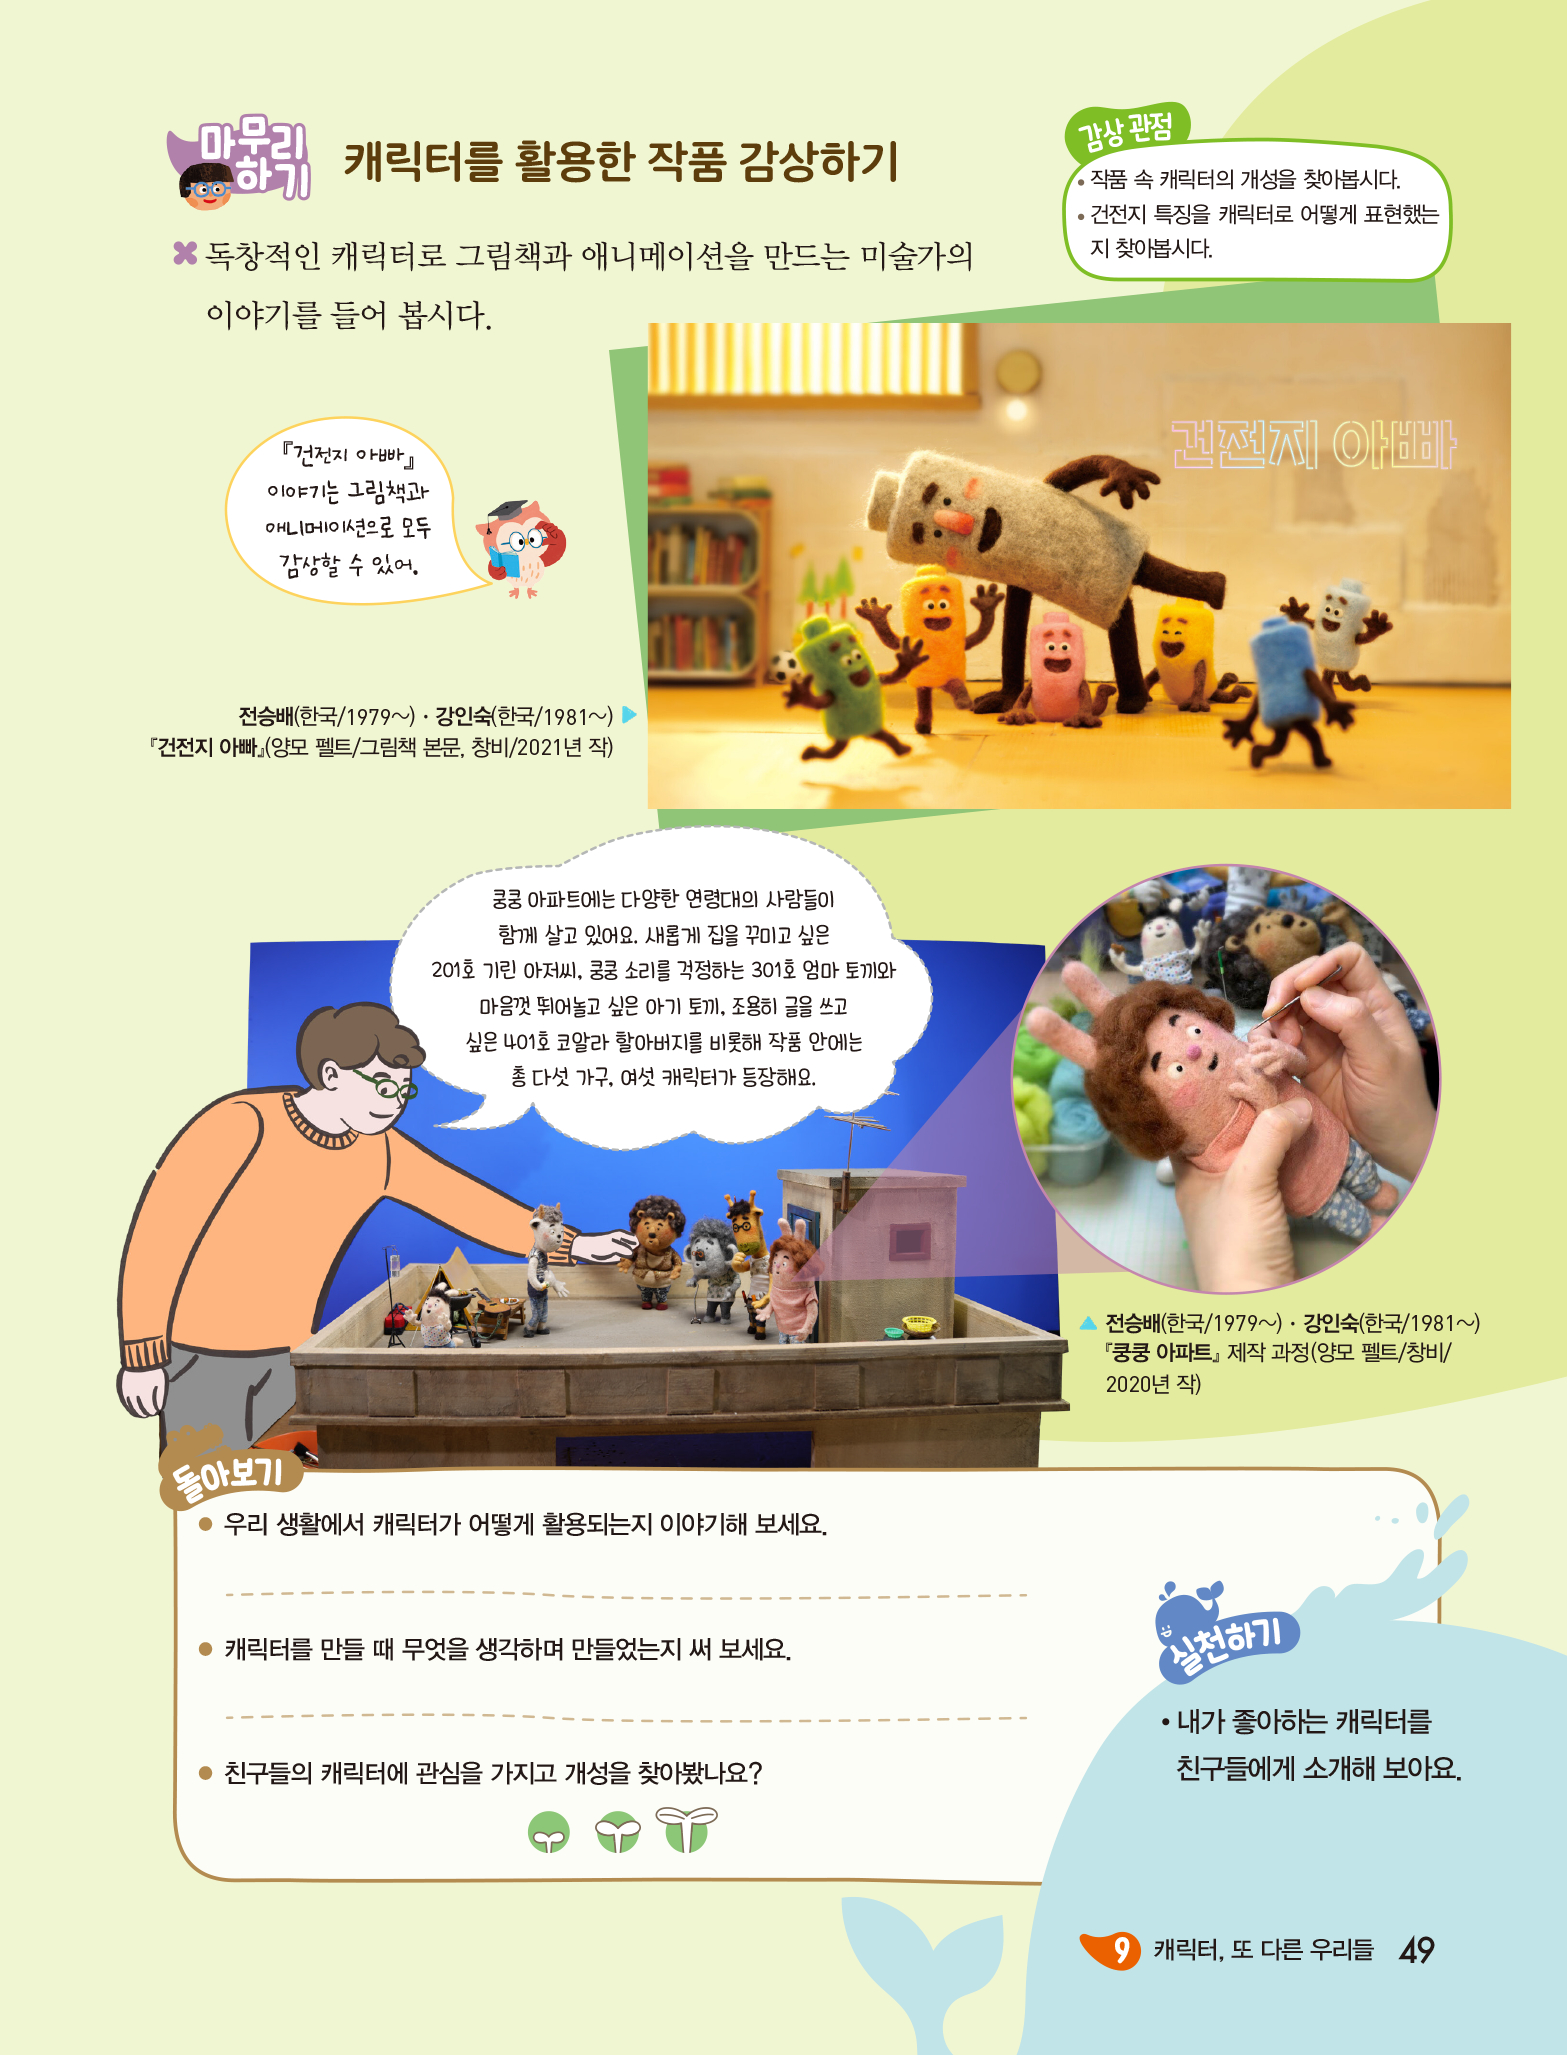 마무리
하기
캐릭터를 활용한 작품 감상하기
감상 관점
• 작품 속 캐릭터의 개성을 찾아봅시다.
• 건전지 특징을 캐릭터로 어떻게 표현했는
지 찾아봅시다.
독창적인 캐릭터로 그림책과 애니메이션을 만드는 미술가의
이야기를 들어 봅시다.
건전지 아빠
『건전지 아빠』
이야기는 그림책과
애니메이션으로 모두
감상할 수 있어.
전승배(한국/1979~) · 강인숙(한국/1981~)
『건전지 아빠』(양모 펠트/그림책 본문, 창비/2021년 작)
쿵쿵 아파트에는 다양한 연령대의 사람들이
함께 살고 있어요. 새롭게 집을 꾸미고 싶은
201호 기린 아저씨, 쿵쿵 소리를 걱정하는 301호 엄마 토끼와
마음껏 뛰어놀고 싶은 아기 토끼, 조용히 글을 쓰고
싶은 401호 코알라 할아버지를 비롯해 작품 안에는
총 다섯 가구, 여섯 캐릭터가 등장해요.
전승배(한국/1979~) · 강인숙(한국/1981~)
『쿵쿵 아파트』 제작 과정(양모 펠트/창비/
2020년 작)
돌아보기
● 우리 생활에서 캐릭터가 어떻게 활용되는지 이야기해 보세요.
● 캐릭터를 만들 때 무엇을 생각하며 만들었는지 써 보세요.
● 친구들의 캐릭터에 관심을 가지고 개성을 찾아봤나요?
실천하기
• 내가 좋아하는 캐릭터를
친구들에게 소개해 보아요.
9 캐릭터, 또 다른 우리들 49